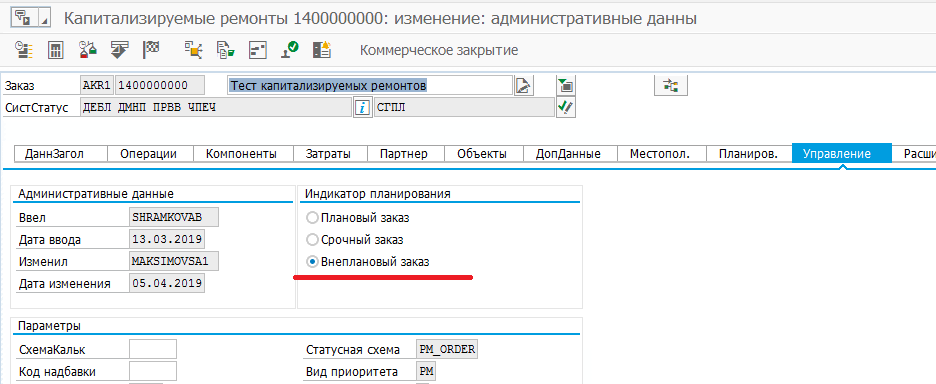 Капитализируемые ремонты 1400000000: изменение: административные данны
Коммерческое закрытие
Заказ AKR1 1400000000 Тест капитализируемых ремонтов
СистСтатус ДЕБЛ ДМНП ПРВВ ЧПЕЧ СГПЛ
ДаннЗагол Операции Компоненты Затраты Партнер Объекты ДопДанные Местопол. Планиров. Управление Расши
Административные данные Индикатор планирования
Ввел SHRAMKOVAB Плановый заказ
Дата ввода 13.03.2019 Срочный заказ
Изменил MAKSIMOVSA1 Внеплановый заказ
Дата изменения 05.04.2019
Параметры
СхемаКальк Статусная схема PM_ORDER
Код надбавки Вид приоритета PM